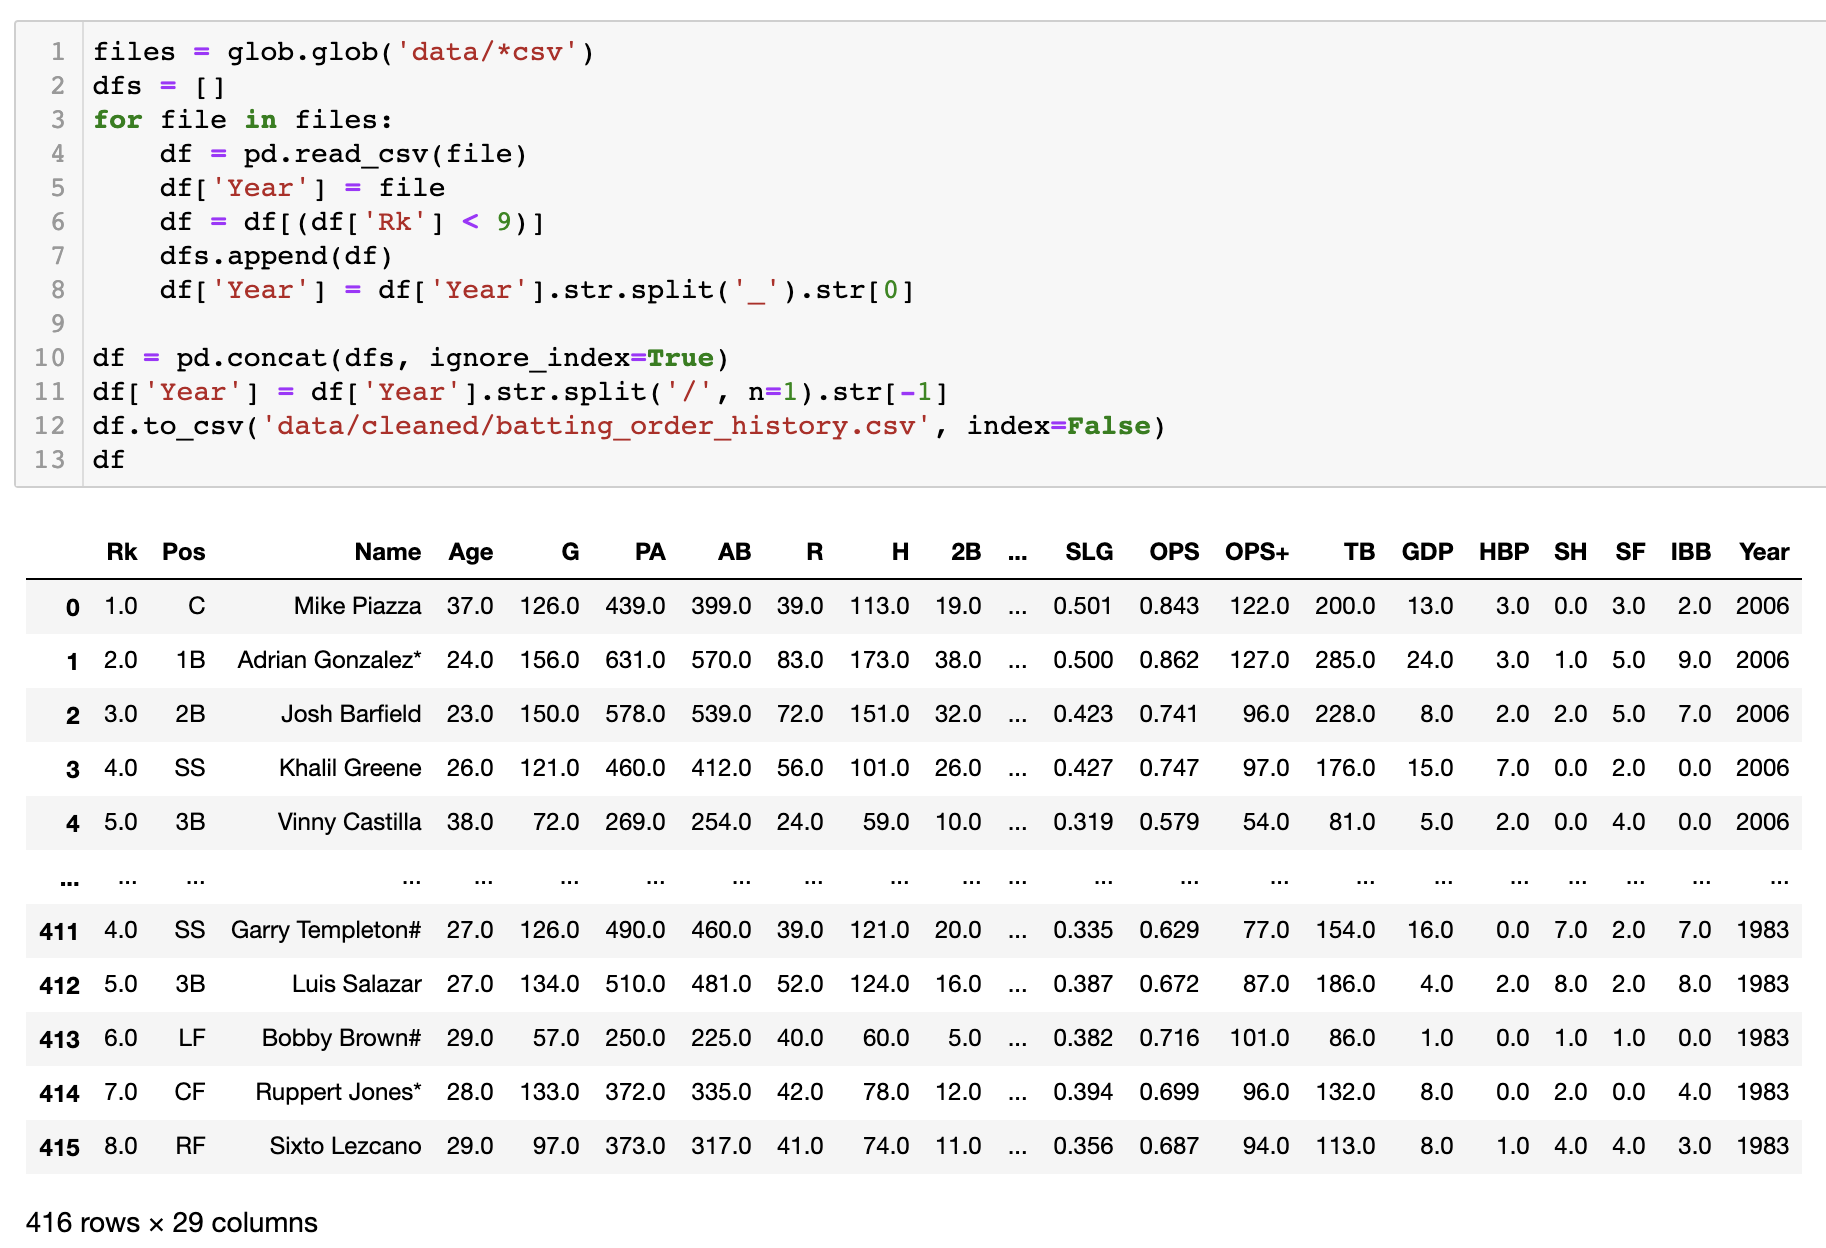 1 files = glob.glob('data/*csv')
2 dfs = []
3 for file in files:
4     df = pd.read_csv(file)
5     df['Year'] = file
6     df = df[(df['Rk'] < 9)]
7     dfs.append(df)
8     df['Year'] = df['Year'].str.split('_').str[0]
9
10 df = pd.concat(dfs, ignore_index=True)
11 df['Year'] = df['Year'].str.split('/', n=1).str[-1]
12 df.to_csv('data/cleaned/batting_order_history.csv', index=False)
13 df
Rk Pos Name Age G PA AB R H 2B ... SLG OPS OPS+ TB GDP HBP SH SF IBB Year
0 1.0 C Mike Piazza 37.0 126.0 439.0 399.0 39.0 113.0 19.0 ... 0.501 0.843 122.0 200.0 13.0 3.0 0.0 3.0 2.0 2006
1 2.0 1B Adrian Gonzalez* 24.0 156.0 631.0 570.0 83.0 173.0 38.0 ... 0.500 0.862 127.0 285.0 24.0 3.0 1.0 5.0 9.0 2006
2 3.0 2B Josh Barfield 23.0 150.0 578.0 539.0 72.0 151.0 32.0 ... 0.423 0.741 96.0 228.0 8.0 2.0 2.0 5.0 7.0 2006
3 4.0 SS Khalil Greene 26.0 121.0 460.0 412.0 56.0 101.0 26.0 ... 0.427 0.747 97.0 176.0 15.0 7.0 0.0 2.0 0.0 2006
4 5.0 3B Vinny Castilla 38.0 72.0 269.0 254.0 24.0 59.0 10.0 ... 0.319 0.579 54.0 81.0 5.0 2.0 0.0 4.0 0.0 2006
... ... ... ... ... ... ... ... ... ... ... ... ... ... ... ... ... ... ... ... ... ...
411 4.0 SS Garry Templeton# 27.0 126.0 490.0 460.0 39.0 121.0 20.0 ... 0.335 0.629 77.0 154.0 16.0 0.0 7.0 2.0 7.0 1983
412 5.0 3B Luis Salazar 27.0 134.0 510.0 481.0 52.0 124.0 16.0 ... 0.387 0.672 87.0 186.0 4.0 2.0 8.0 2.0 8.0 1983
413 6.0 LF Bobby Brown# 29.0 57.0 250.0 225.0 40.0 60.0 5.0 ... 0.382 0.716 101.0 86.0 1.0 0.0 1.0 1.0 0.0 1983
414 7.0 CF Ruppert Jones* 28.0 133.0 372.0 335.0 42.0 78.0 12.0 ... 0.394 0.699 96.0 132.0 8.0 0.0 2.0 0.0 4.0 1983
415 8.0 RF Sixto Lezcano 29.0 97.0 373.0 317.0 41.0 74.0 11.0 ... 0.356 0.687 94.0 113.0 8.0 1.0 4.0 4.0 3.0 1983
416 rows × 29 columns